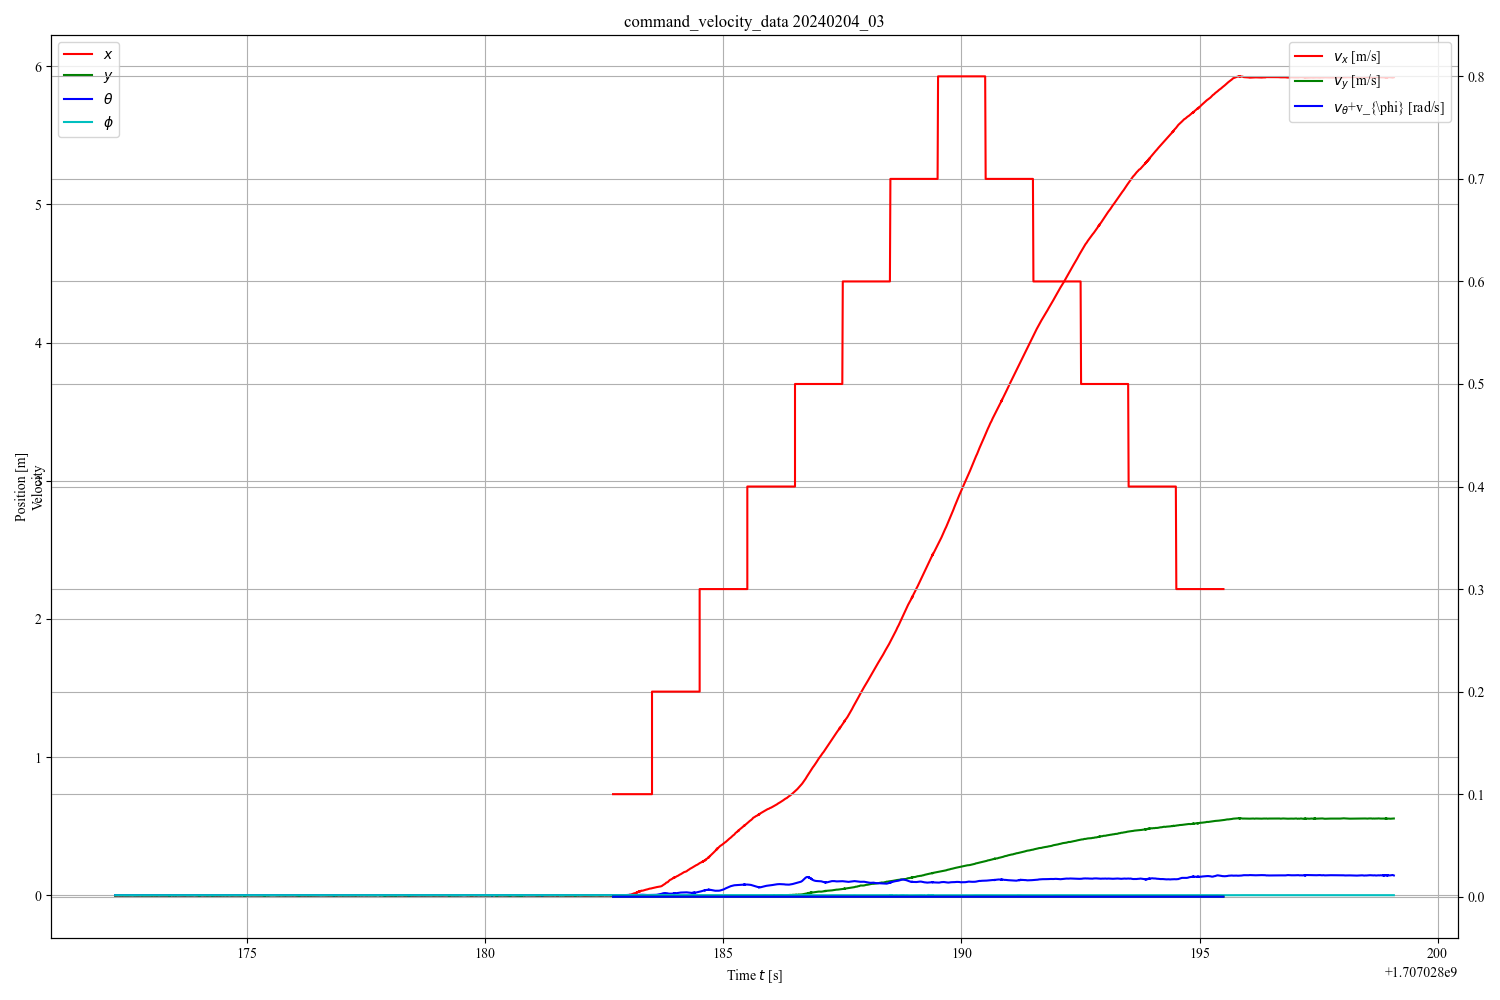 command_velocity_data 20240204_03
x
y
θ
ϕ
v_x [m/s]
v_y [m/s]
v_θ+v_{\phi} [rad/s]
6
5
4
3
2
1
0
Position [m]
Velocity
0.8
0.7
0.6
0.5
0.4
0.3
0.2
0.1
0.0
175
180
185
190
195
200
Time t [s]
+1.707028e9